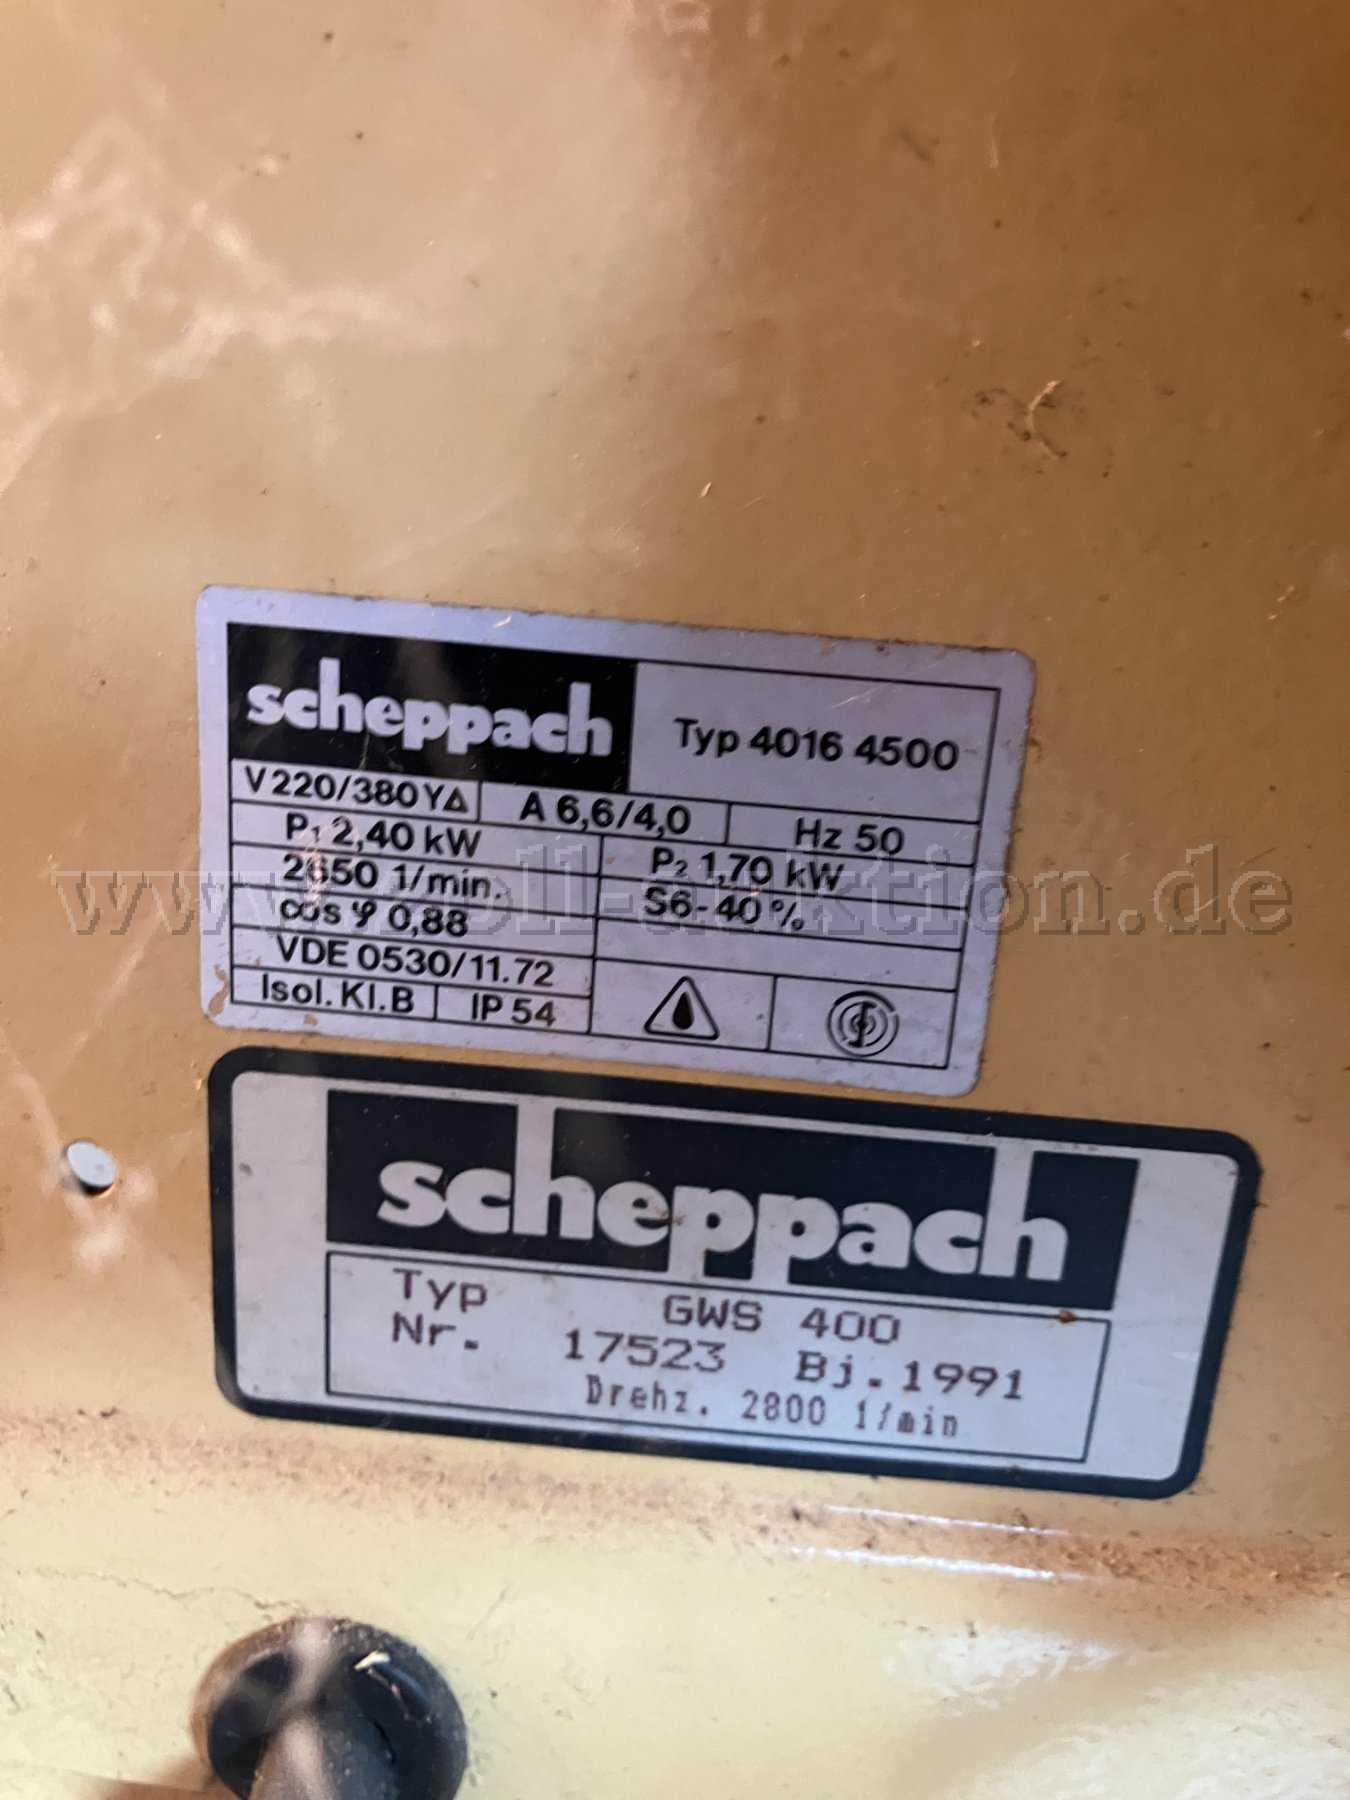 scheppach
Typ 4016 4500
V 220/380 Y∆ A 6,6/4,0 Hz 50
P₁ 2,40 kW P₂ 1,70 kW
2650 1/min. S6-40%
cos φ 0,88
VDE 0530/11.72
Isol.Kl.B IP 54
scheppach
Typ GWS 400
Nr. 17523 Bj.1991
Drehz. 2800 1/min